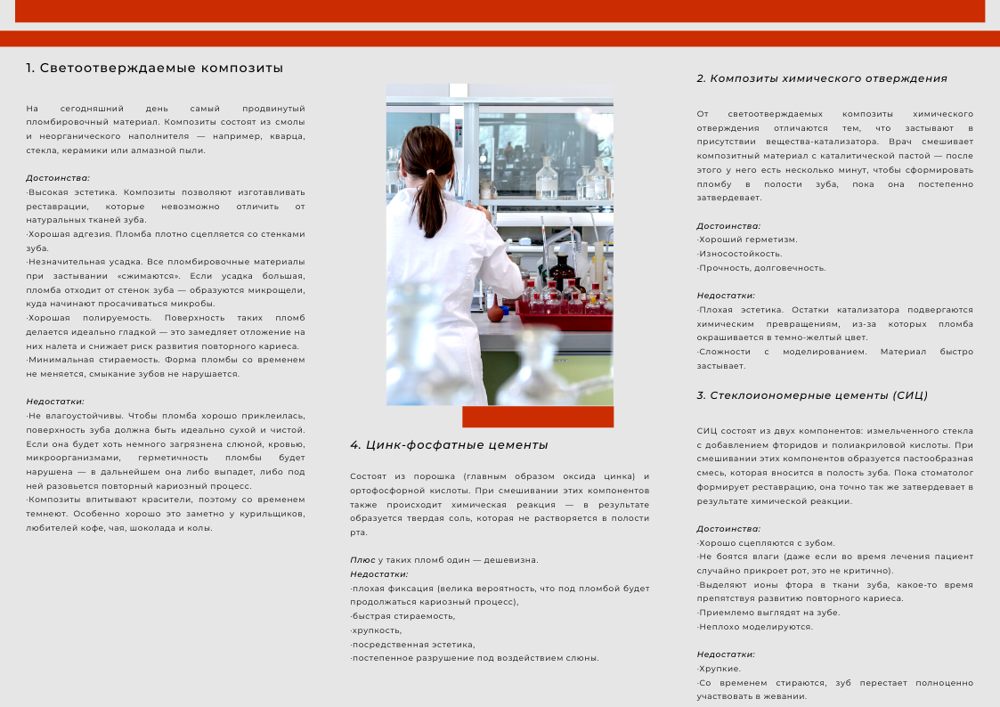 1. Светоотверждаемые композиты
На сегодняшний день самый продвинутый
пломбировочный материал. Композиты состоят из смолы
и неорганического наполнителя — например, кварца,
стекла, керамики или алмазной пыли.
Достоинства:
·Высокая эстетика. Композиты позволяют изготавливать
реставрации, которые невозможно отличить от
натуральных тканей зуба.
·Хорошая адгезия. Пломба плотно сцепляется со стенками
зуба.
·Незначительная усадка. Все пломбировочные материалы
при застывании «сжимаются». Если усадка большая,
пломба отходит от стенок зуба — образуются микрощели,
куда начинают просачиваться микробы.
·Хорошая полируемость. Поверхность таких пломб
делается идеально гладкой — это замедляет отложение на
них налета и снижает риск развития повторного кариеса.
·Минимальная стираемость. Форма пломбы со временем
не меняется, смыкание зубов не нарушается.
Недостатки:
·Не влагоустойчивы. Чтобы пломба хорошо приклеилась,
поверхность зуба должна быть идеально сухой и чистой.
Если она будет хоть немного загрязнена слюной, кровью,
микроорганизмами, герметичность пломбы будет
нарушена — в дальнейшем она либо выпадет, либо под
ней разовьется повторный кариозный процесс.
·Композиты впитывают красители, поэтому со временем
темнеют. Особенно хорошо это заметно у курильщиков,
любителей кофе, чая, шоколада и колы.
2. Композиты химического отверждения
От светоотверждаемых композиты химического
отверждения отличаются тем, что застывают в
присутствии вещества-катализатора. Врач смешивает
композитный материал с каталитической пастой — после
этого у него есть несколько минут, чтобы сформировать
пломбу в полости зуба, пока она постепенно
затвердевает.
Достоинства:
·Хороший герметизм.
·Износостойкость.
·Прочность, долговечность.
Недостатки:
·Плохая эстетика. Остатки катализатора подвергаются
химическим превращениям, из-за которых пломба
окрашивается в темно-желтый цвет.
·Сложности с моделированием. Материал быстро
застывает.
3. Стеклоиономерные цементы (СИЦ)
СИЦ состоят из двух компонентов: измельченного стекла
с добавлением фторидов и полиакриловой кислоты. При
смешивании этих компонентов образуется пастообразная
смесь, которая вносится в полость зуба. Пока стоматолог
формирует реставрацию, она точно так же затвердевает в
результате химической реакции.
Достоинства:
·Хорошо сцепляются с зубом.
·Не боятся влаги (даже если во время лечения пациент
случайно прикроет рот, это не критично).
·Выделяют ионы фтора в ткани зуба, какое-то время
препятствуя развитию повторного кариеса.
·Приемлемо выглядят на зубе.
·Неплохо моделируются.
Недостатки:
·Хрупкие.
·Со временем стираются, зуб перестает полноценно
участвовать в жевании.
4. Цинк-фосфатные цементы
Состоят из порошка (главным образом оксида цинка) и
ортофосфорной кислоты. При смешивании этих компонентов
также происходит химическая реакция — в результате
образуется твердая соль, которая не растворяется в полости
рта.
Плюс у таких пломб один — дешевизна.
Недостатки:
·плохая фиксация (велика вероятность, что под пломбой будет
продолжаться кариозный процесс),
·быстрая стираемость,
·хрупкость,
·посредственная эстетика,
·постепенное разрушение под воздействием слюны.